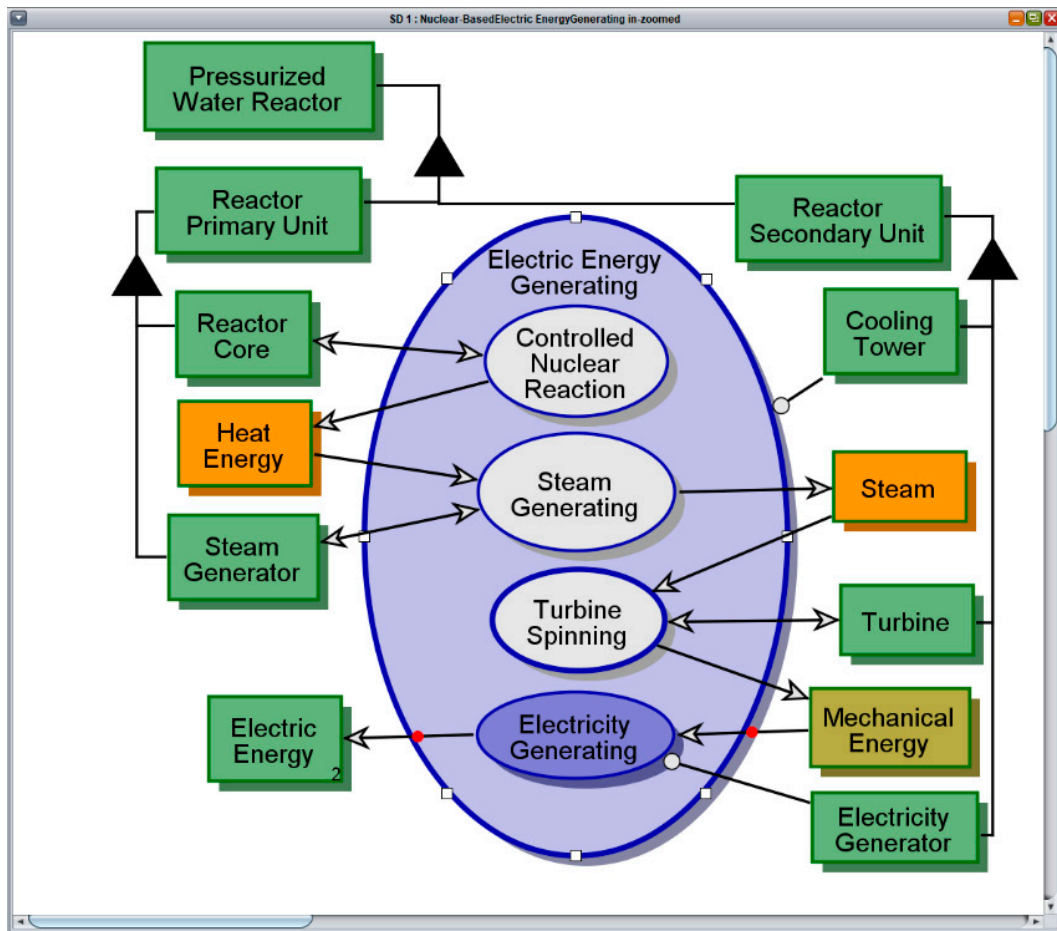 SD 1 : Nuclear-BasedElectric EnergyGenerating in-zoomed
Pressurized
Water Reactor
Reactor
Primary Unit
Reactor
Secondary Unit
Electric Energy
Generating
Reactor
Core
Controlled
Nuclear
Reaction
Cooling
Tower
Heat
Energy
Steam
Generating
Steam
Steam
Generator
Turbine
Spinning
Turbine
Electric
Energy
2
Electricity
Generating
Mechanical
Energy
Electricity
Generator